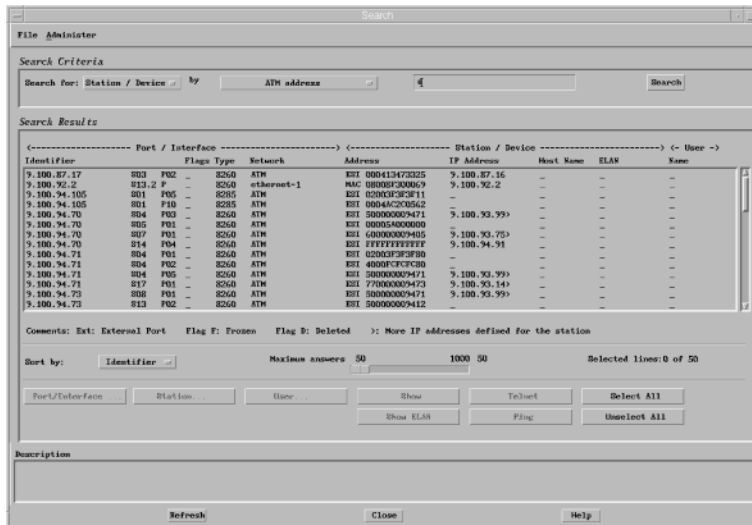 Search
File Administer
Search Criteria
Search for: Station / Device by ATM address Search
Search Results
<-------------------- Port / Interface --------------------> <-------------------- Station / Device --------------------> <- User ->
Identifier Flags Type Network Address IP Address Host Name ELAN Name
9.100.87.17 S03 P02 _ 8260 ATM ESI 000413473325 9.100.87.16 _ _ _
9.100.92.2 S13.2 P _ 8260 ethernet-1 MAC 08008F300069 9.100.92.2 _ _ _
9.100.94.105 S01 P05 _ 8285 ATM ESI 02003F3F3F11 _ _ _ _
9.100.94.105 S01 P10 _ 8285 ATM ESI 0004AC2C0562 _ _ _ _
9.100.94.70 S04 P03 _ 8260 ATM ESI 500000009471 9.100.93.99> _ _ _
9.100.94.70 S05 P01 _ 8260 ATM ESI 00005A000000 _ _ _ _
9.100.94.70 S07 P01 _ 8260 ATM ESI 600000009405 9.100.93.75> _ _ _
9.100.94.70 S14 P04 _ 8260 ATM ESI FFFFFFFFFFFF 9.100.94.91 _ _ _
9.100.94.71 S04 P01 _ 8260 ATM ESI 02003F3F3F80 _ _ _ _
9.100.94.71 S04 P02 _ 8260 ATM ESI 4000FCFCFC80 _ _ _ _
9.100.94.71 S04 P05 _ 8260 ATM ESI 500000009471 9.100.93.99> _ _ _
9.100.94.71 S17 P01 _ 8260 ATM ESI 770000009473 9.100.93.14> _ _ _
9.100.94.73 S08 P01 _ 8260 ATM ESI 500000009471 9.100.93.99> _ _ _
9.100.94.73 S13 P02 _ 8260 ATM ESI 500000009412 _ _ _ _
Comments: Ext: External Port Flag F: Frozen Flag D: Deleted >: More IP addresses defined for the station
Sort by: Identifier Maximum answers 50 1000 50 Selected lines:0 of 50
Port/Interface ... Station... User... Show Telnet Select All
Show ELAN Ping Unselect All
Description
Refresh Close Help